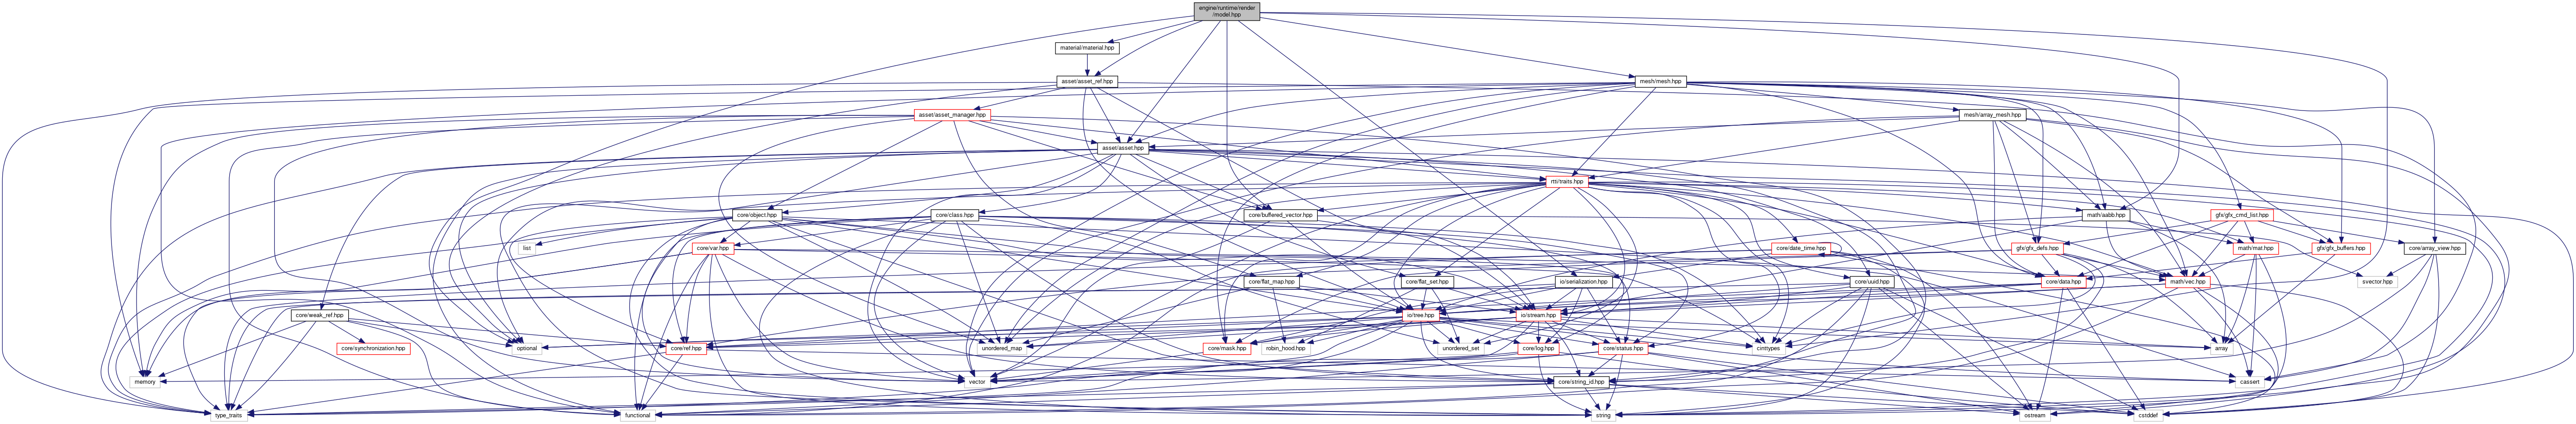 engine/runtime/render
/model.hpp
material/material.hpp
asset/asset_ref.hpp
mesh/mesh.hpp
asset/asset_manager.hpp
mesh/array_mesh.hpp
asset/asset.hpp
rtti/traits.hpp
core/object.hpp
core/class.hpp
core/buffered_vector.hpp
math/aabb.hpp
gfx/gfx_cmd_list.hpp
list
core/var.hpp
core/date_time.hpp
gfx/gfx_defs.hpp
math/mat.hpp
gfx/gfx_buffers.hpp
core/array_view.hpp
core/flat_map.hpp
core/flat_set.hpp
io/serialization.hpp
core/uuid.hpp
core/data.hpp
math/vec.hpp
svector.hpp
core/weak_ref.hpp
io/tree.hpp
io/stream.hpp
core/synchronization.hpp
optional
core/ref.hpp
unordered_map
core/mask.hpp
robin_hood.hpp
unordered_set
core/log.hpp
core/status.hpp
cinttypes
array
memory
vector
core/string_id.hpp
cassert
type_traits
functional
string
ostream
cstddef